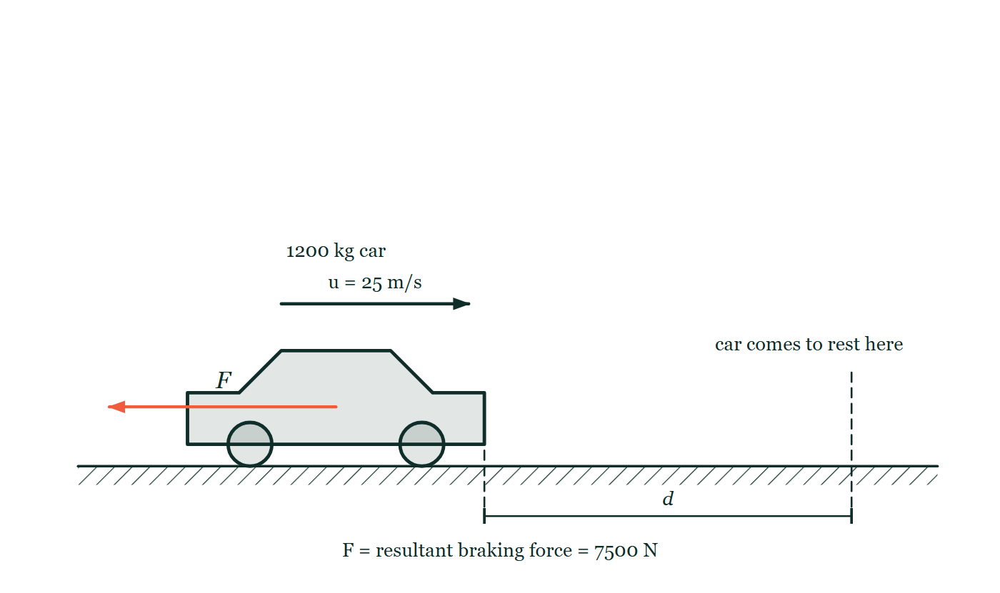 1200 kg car
u = 25 m/s
car comes to rest here
F
d
F = resultant braking force = 7500 N